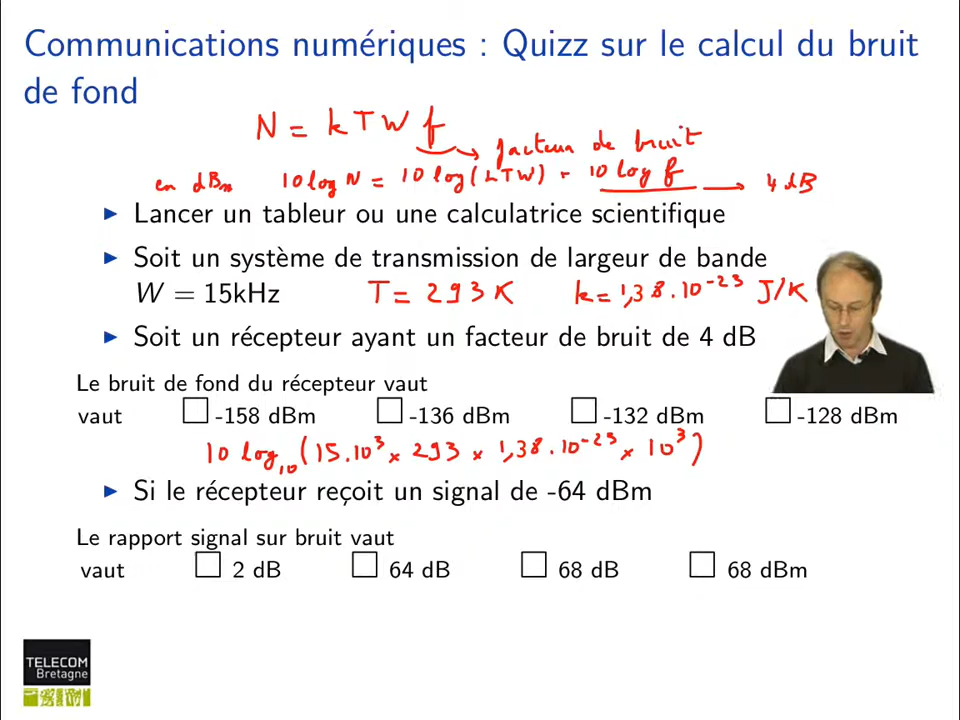 Communications numériques : Quizz sur le calcul du bruit
de fond
N = k T W f
facteur de bruit
en dBm 10 log N = 10 log (kTW) + 10 log f → 4 dB
► Lancer un tableur ou une calculatrice scientifique
► Soit un système de transmission de largeur de bande
W = 15kHz T = 293 K k = 1,38.10⁻²³ J/K
► Soit un récepteur ayant un facteur de bruit de 4 dB
Le bruit de fond du récepteur vaut
vaut □ -158 dBm □ -136 dBm □ -132 dBm □ -128 dBm
10 log₁₀ (15.10³ × 293 × 1,38.10⁻²³ × 10³)
► Si le récepteur reçoit un signal de -64 dBm
Le rapport signal sur bruit vaut
vaut □ 2 dB □ 64 dB □ 68 dB □ 68 dBm
TELECOM
Bretagne